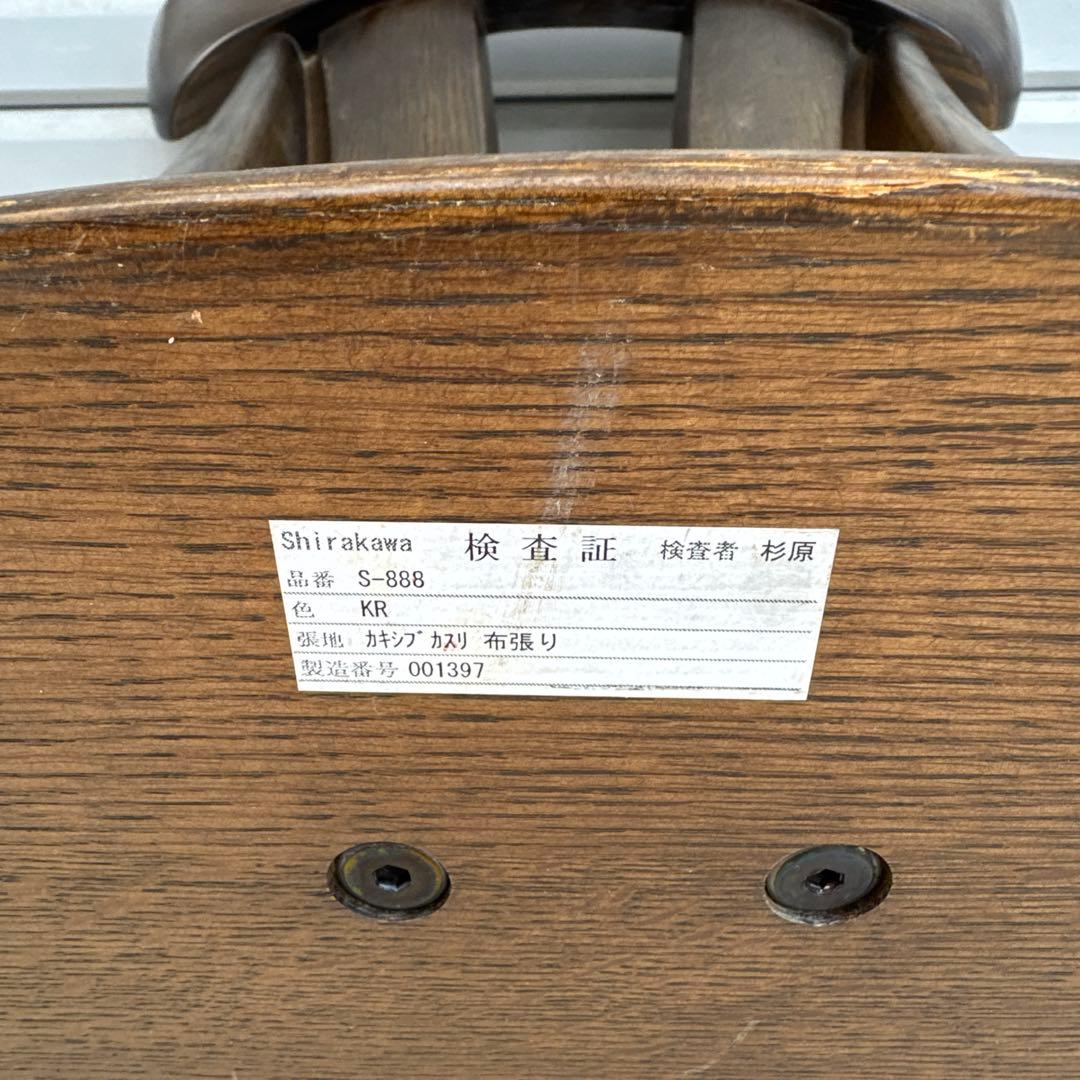 Shirakawa 検査証 検査者 杉原
品番 S-888
色 KR
張地 ｶｷｼﾌﾞｶｽﾘ 布張り
製造番号 001397